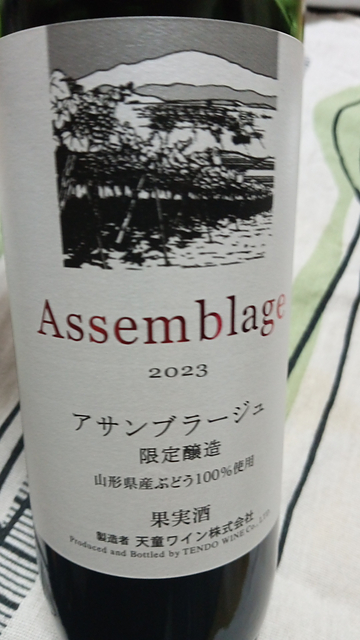 Assemblage
2023
アサンブラージュ
限定醸造
山形県産ぶどう100%使用
果実酒
製造者 天童ワイン株式会社
Produced and Bottled by TENDO WINE Co., Ltd.